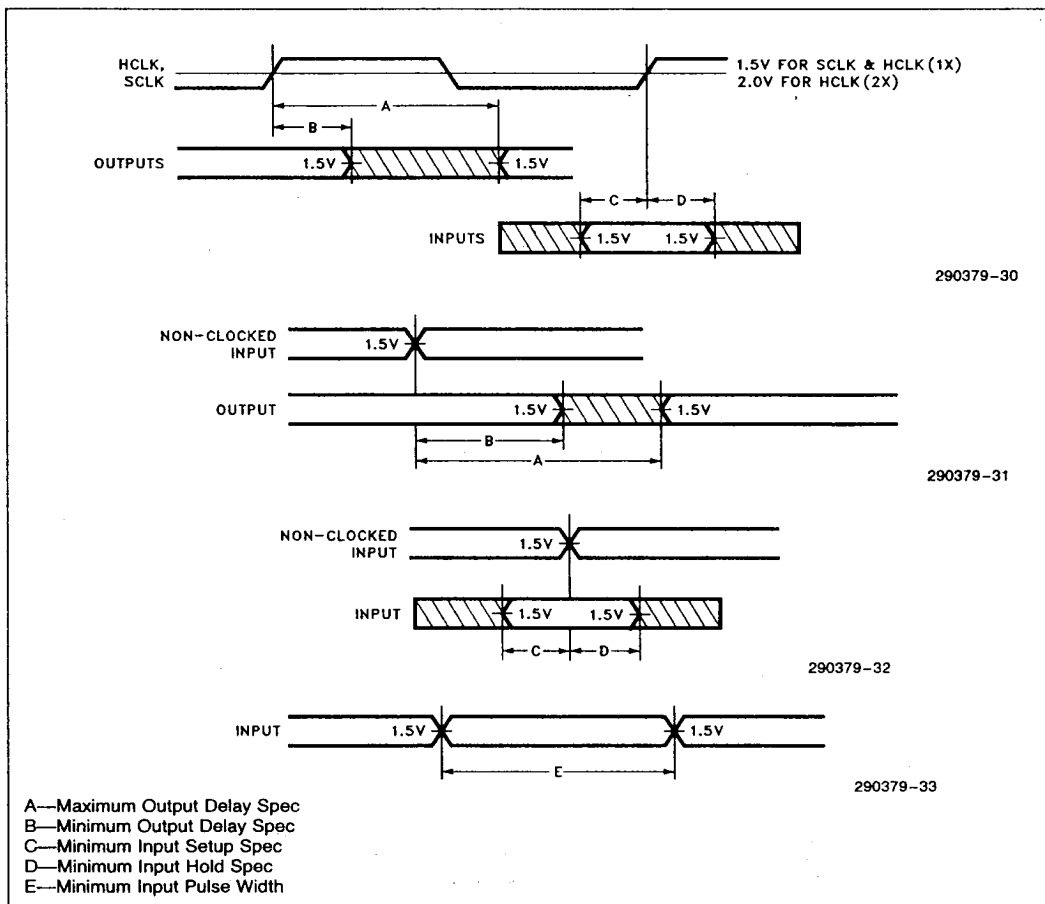 HCLK,
SCLK
1.5V FOR SCLK & HCLK(1X)
2.0V FOR HCLK(2X)
A
B
OUTPUTS
1.5V
1.5V
C
D
INPUTS
1.5V
1.5V
290379-30
NON-CLOCKED
INPUT
1.5V
OUTPUT
1.5V
1.5V
B
A
290379-31
NON-CLOCKED
INPUT
1.5V
INPUT
1.5V
1.5V
C
D
290379-32
INPUT
1.5V
1.5V
E
290379-33
A—Maximum Output Delay Spec
B—Minimum Output Delay Spec
C—Minimum Input Setup Spec
D—Minimum Input Hold Spec
E—Minimum Input Pulse Width